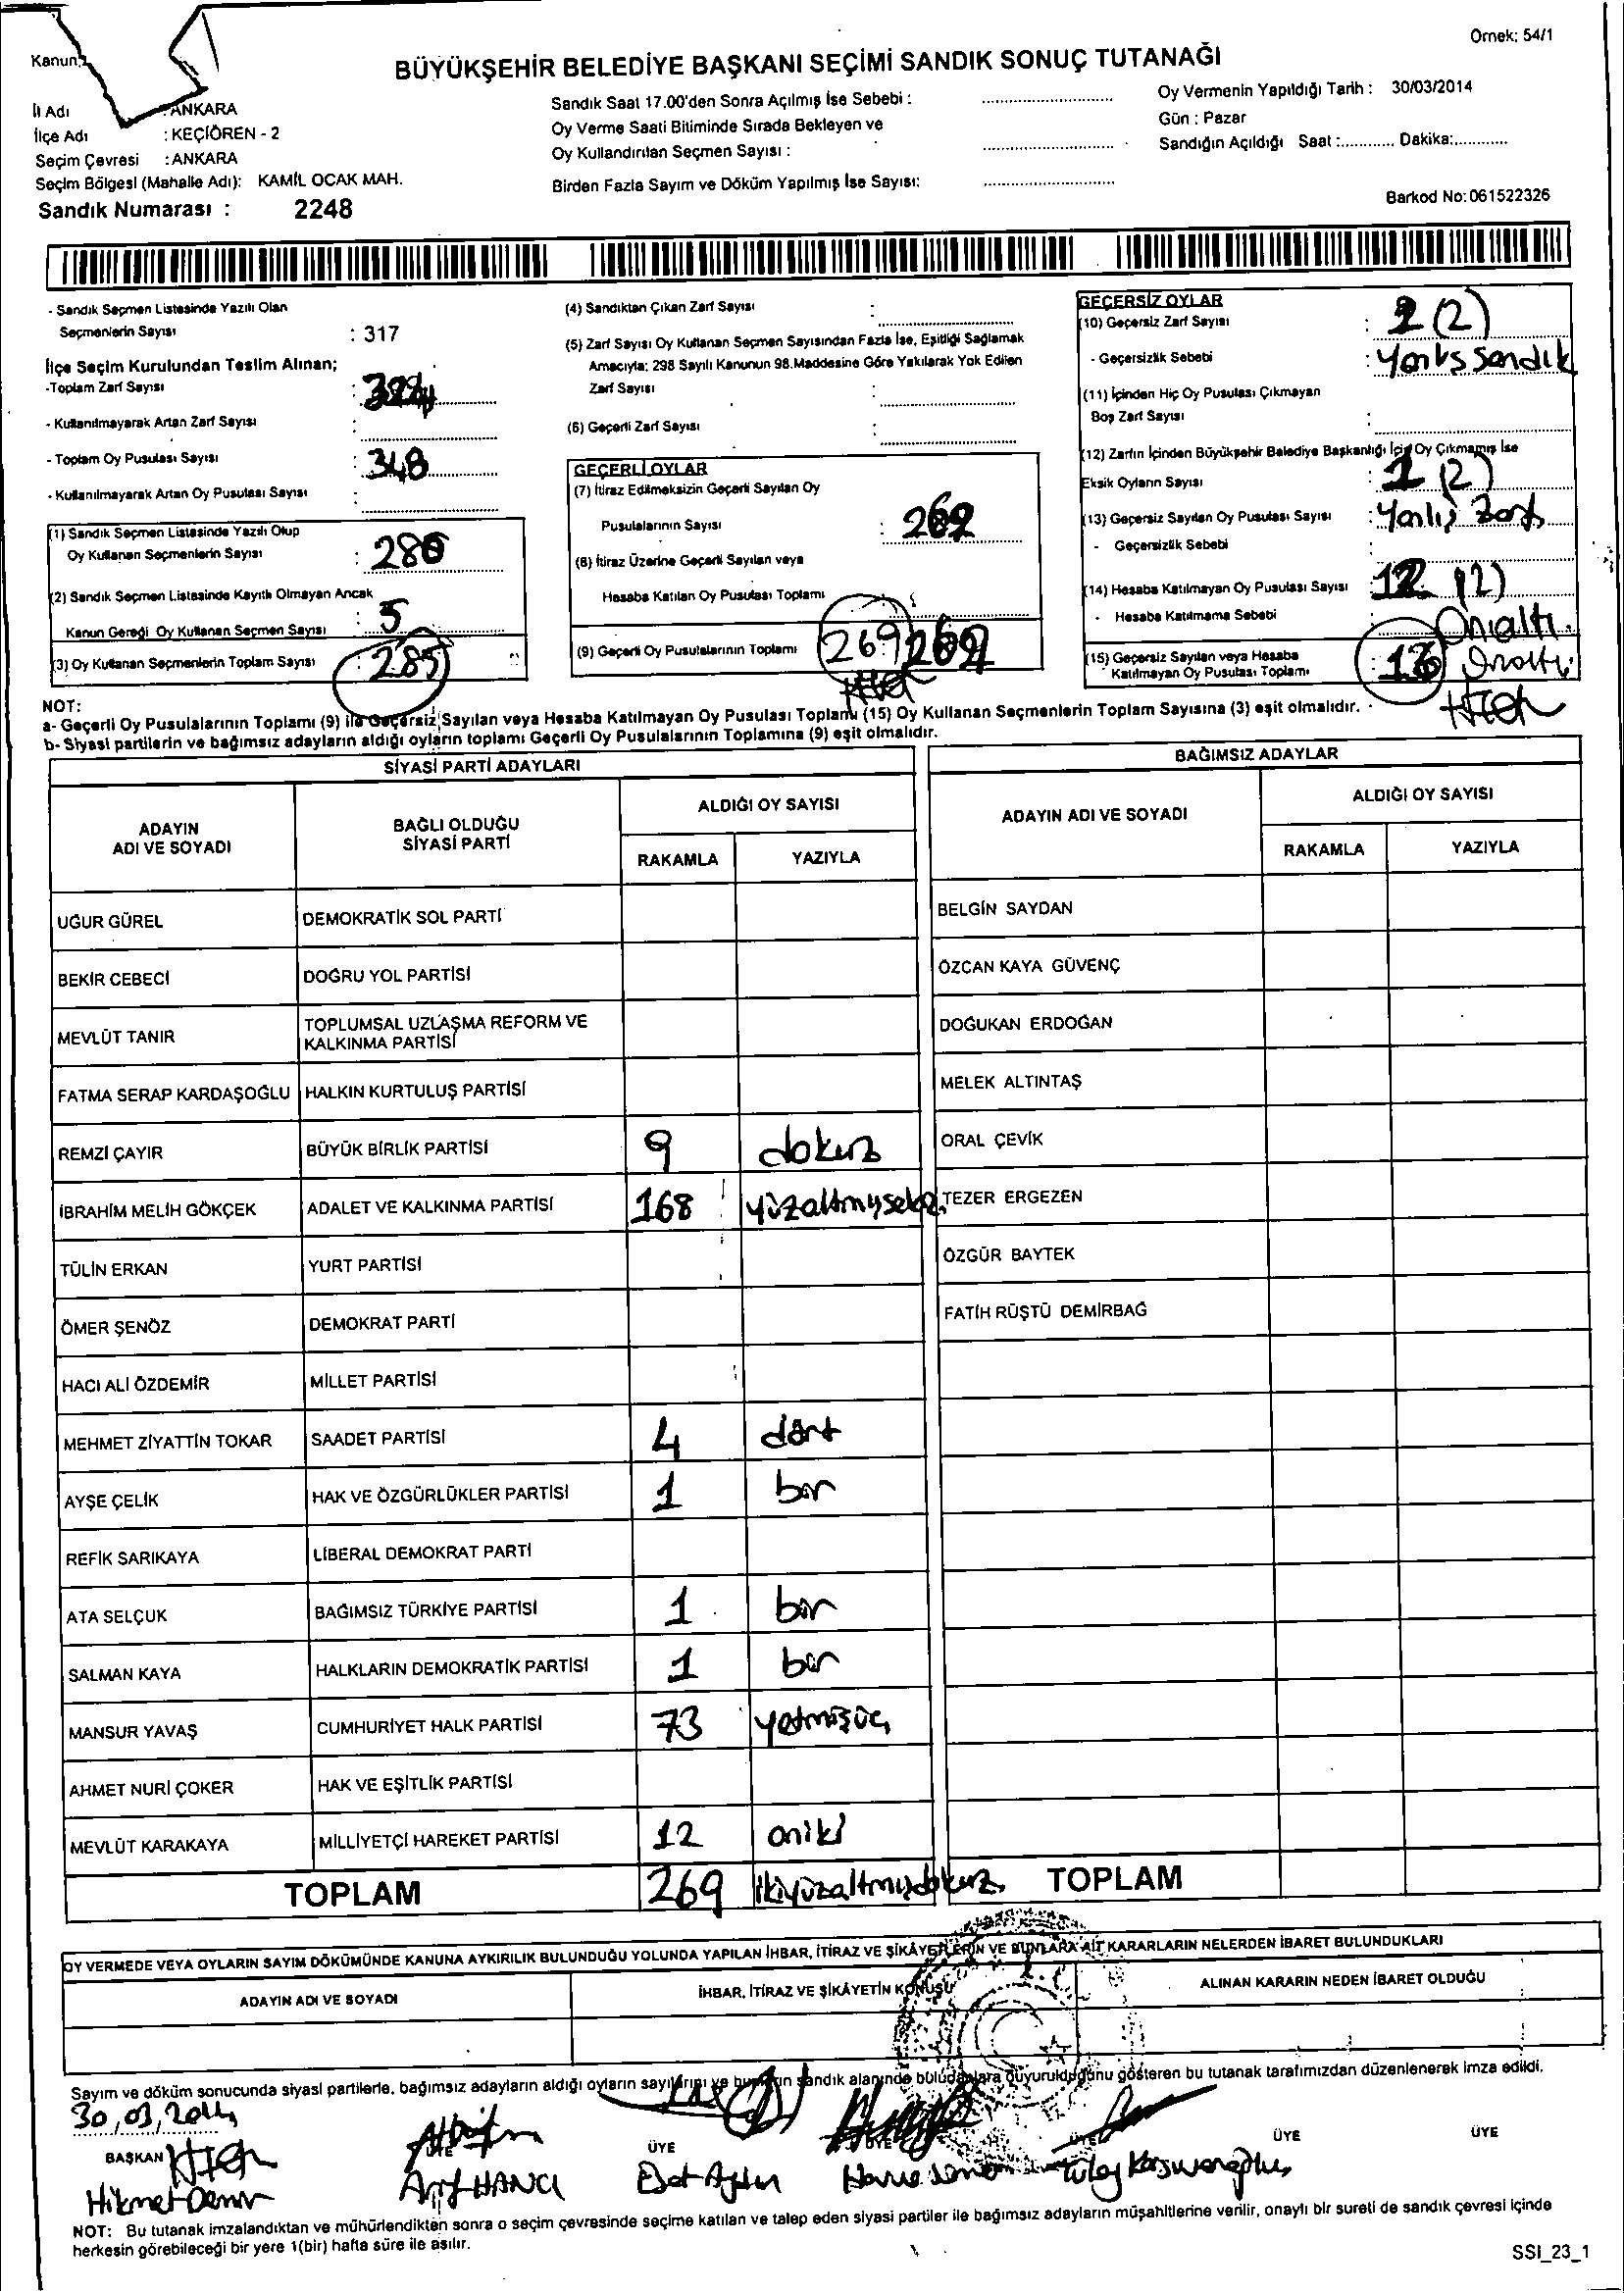 Örnek: 54/1
Kanun
BÜYÜKŞEHİR BELEDİYE BAŞKANI SEÇİMİ SANDIK SONUÇ TUTANAĞI
İl Adı : ANKARA
İlçe Adı : KEÇİÖREN - 2
Seçim Çevresi : ANKARA
Seçim Bölgesi (Mahalle Adı): KAMİL OCAK MAH.
Sandık Numarası : 2248
Sandık Saat 17.00'den Sonra Açılmış İse Sebebi :
Oy Verme Saati Bitiminde Sırada Bekleyen ve
Oy Kullandırılan Seçmen Sayısı :
Birden Fazla Sayım ve Döküm Yapılmış İse Sayısı:
Oy Vermenin Yapıldığı Tarih : 30/03/2014
Gün : Pazar
Sandığın Açıldığı Saat :............ Dakika:............
Barkod No: 061522326
- Sandık Seçmen Listesinde Yazılı Olan
Seçmenlerin Sayısı : 317
İlçe Seçim Kurulundan Teslim Alınan;
-Toplam Zarf Sayısı :
- Kullanılmayarak Artan Zarf Sayısı :
- Toplam Oy Pusulası Sayısı : 348
- Kullanılmayarak Artan Oy Pusulası Sayısı :
(1) Sandık Seçmen Listesinde Yazılı Olup
Oy Kullanan Seçmenlerin Sayısı : 280
(2) Sandık Seçmen Listesinde Kayıtlı Olmayan Ancak
Kanun Gereği Oy Kullanan Seçmen Sayısı : 5
(3) Oy Kullanan Seçmenlerin Toplam Sayısı : 285
(4) Sandıktan Çıkan Zarf Sayısı :
(5) Zarf Sayısı Oy Kullanan Seçmen Sayısından Fazla İse, Eşitliği Sağlamak
Amacıyla; 298 Sayılı Kanunun 98.Maddesine Göre Yakılarak Yok Edilen
Zarf Sayısı :
(6) Geçerli Zarf Sayısı :
GEÇERLİ OYLAR
(7) İtiraz Edilmeksizin Geçerli Sayılan Oy
Pusulalarının Sayısı : 269
(8) İtiraz Üzerine Geçerli Sayılan veya
Hesaba Katılan Oy Pusulası Toplamı :
(9) Geçerli Oy Pusulalarının Toplamı : 269 269
GEÇERSİZ OYLAR
(10) Geçersiz Zarf Sayısı : 2 (2)
- Geçersizlik Sebebi : Yanlış sandık
(11) İçinden Hiç Oy Pusulası Çıkmayan
Boş Zarf Sayısı :
(12) Zarfın İçinden Büyükşehir Belediye Başkanlığı İçin Oy Çıkmamış İse
Eksik Oyların Sayısı : (2)
(13) Geçersiz Sayılan Oy Pusulası Sayısı : Yanlış Zarf
- Geçersizlik Sebebi :
(14) Hesaba Katılmayan Oy Pusulası Sayısı : 12 (12)
- Hesaba Katılmama Sebebi : Onaltı.
(15) Geçersiz Sayılan veya Hesaba
Katılmayan Oy Pusulası Toplamı : 16 Onaltı
NOT:
a- Geçerli Oy Pusulalarının Toplamı (9) ile Geçersiz Sayılan veya Hesaba Katılmayan Oy Pusulası Toplamı (15) Oy Kullanan Seçmenlerin Toplam Sayısına (3) eşit olmalıdır.
b- Siyasi partilerin ve bağımsız adayların aldığı oyların toplamı Geçerli Oy Pusulalarının Toplamına (9) eşit olmalıdır.
SİYASİ PARTİ ADAYLARI
ADAYIN ADI VE SOYADI
BAĞLI OLDUĞU SİYASİ PARTİ
ALDIĞI OY SAYISI
RAKAMLA YAZIYLA
UĞUR GÜREL DEMOKRATİK SOL PARTİ
BEKİR CEBECİ DOĞRU YOL PARTİSİ
MEVLÜT TANIR TOPLUMSAL UZLAŞMA REFORM VE KALKINMA PARTİSİ
FATMA SERAP KARDAŞOĞLU HALKIN KURTULUŞ PARTİSİ
REMZİ ÇAYIR BÜYÜK BİRLİK PARTİSİ 9 dokuz
İBRAHİM MELİH GÖKÇEK ADALET VE KALKINMA PARTİSİ 168 yüzaltmışsekiz
TÜLİN ERKAN YURT PARTİSİ
ÖMER ŞENÖZ DEMOKRAT PARTİ
HACI ALİ ÖZDEMİR MİLLET PARTİSİ
MEHMET ZİYATTİN TOKAR SAADET PARTİSİ 4 dört
AYŞE ÇELİK HAK VE ÖZGÜRLÜKLER PARTİSİ 1 bir
REFİK SARIKAYA LİBERAL DEMOKRAT PARTİ
ATA SELÇUK BAĞIMSIZ TÜRKİYE PARTİSİ 1 bir
SALMAN KAYA HALKLARIN DEMOKRATİK PARTİSİ 1 bir
MANSUR YAVAŞ CUMHURİYET HALK PARTİSİ 73 yetmişüç
AHMET NURİ ÇOKER HAK VE EŞİTLİK PARTİSİ
MEVLÜT KARAKAYA MİLLİYETÇİ HAREKET PARTİSİ 12 oniki
TOPLAM 269 ikiyüzaltmışdokuz
BAĞIMSIZ ADAYLAR
ADAYIN ADI VE SOYADI
ALDIĞI OY SAYISI
RAKAMLA YAZIYLA
BELGİN SAYDAN
ÖZCAN KAYA GÜVENÇ
DOĞUKAN ERDOĞAN
MELEK ALTINTAŞ
ORAL ÇEVİK
TEZER ERGEZEN
ÖZGÜR BAYTEK
FATİH RÜŞTÜ DEMİRBAĞ
TOPLAM
OY VERMEDE VEYA OYLARIN SAYIM DÖKÜMÜNDE KANUNA AYKIRILIK BULUNDUĞU YOLUNDA YAPILAN İHBAR, İTİRAZ VE ŞİKÂYETLERİN VE BUNLARA AİT KARARLARIN NELERDEN İBARET BULUNDUKLARI
ADAYIN ADI VE SOYADI
İHBAR, İTİRAZ VE ŞİKÂYETİN KONUSU
ALINAN KARARIN NEDEN İBARET OLDUĞU
Sayım ve döküm sonucunda siyasi partilerle, bağımsız adayların aldığı oyların sayılarını ve bunların sandık alanında bulunanlara duyurulduğunu gösteren bu tutanak tarafımızdan düzenlenerek imza edildi.
30,03,2014
BAŞKAN ÜYE ÜYE ÜYE ÜYE ÜYE ÜYE
Hikmet Demir Arif HANCI Esat Aydın
NOT: Bu tutanak imzalandıktan ve mühürlendikten sonra o seçim çevresinde seçime katılan ve talep eden siyasi partiler ile bağımsız adayların müşahitlerine verilir, onaylı bir sureti de sandık çevresi içinde
herkesin görebileceği bir yere 1(bir) hafta süre ile asılır.
SSI_23_1